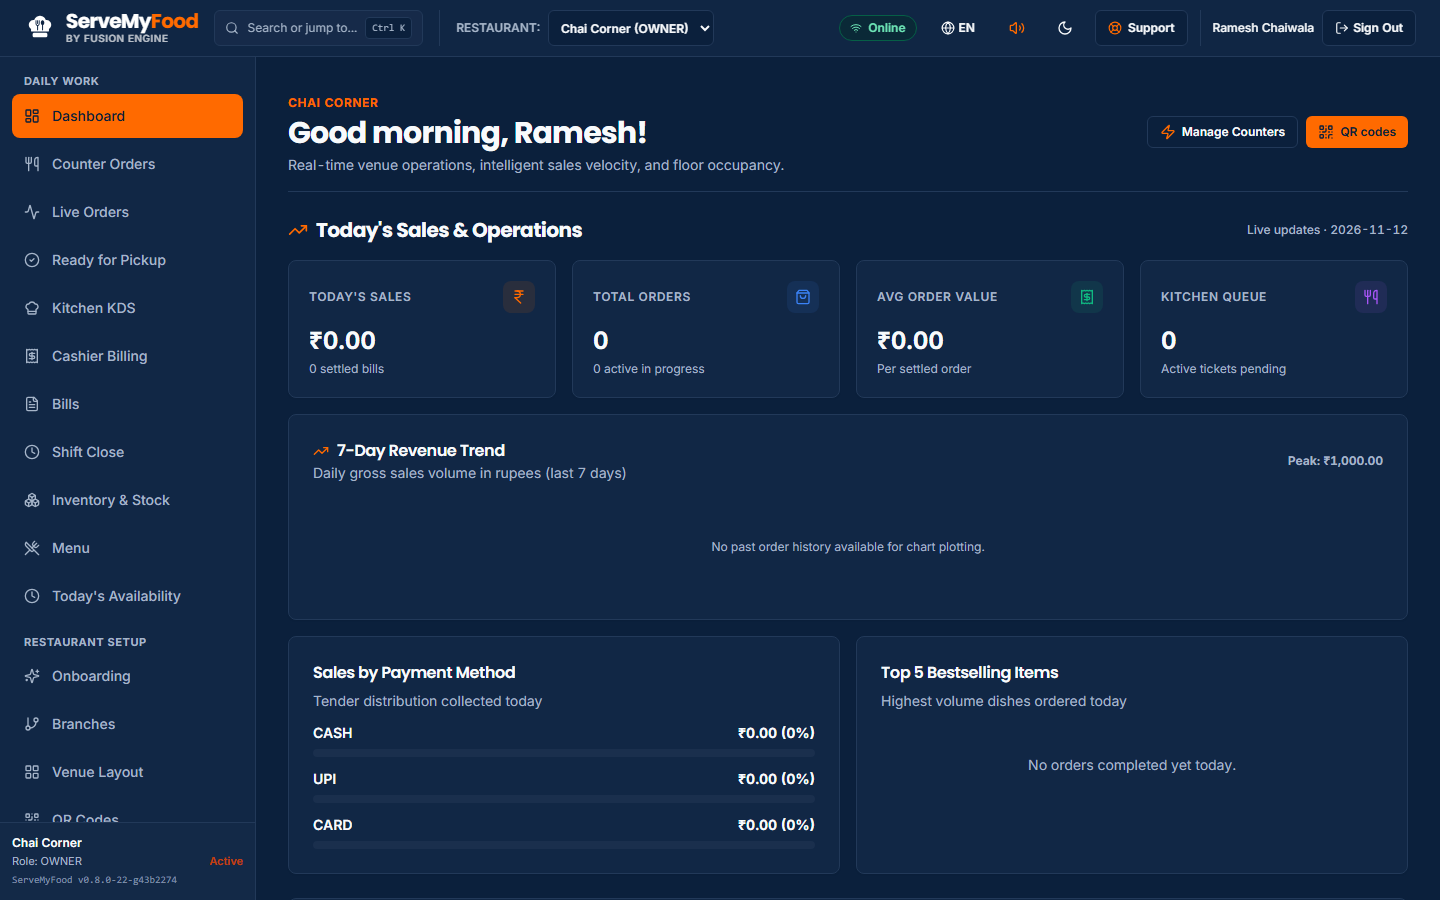 ServeMyFood
BY FUSION ENGINE
Search or jump to... Ctrl K
RESTAURANT: Chai Corner (OWNER)
Online
EN
Support
Ramesh Chaiwala
Sign Out
DAILY WORK
Dashboard
Counter Orders
Live Orders
Ready for Pickup
Kitchen KDS
Cashier Billing
Bills
Shift Close
Inventory & Stock
Menu
Today's Availability
RESTAURANT SETUP
Onboarding
Branches
Venue Layout
QR Codes
Chai Corner
Role: OWNER Active
ServeMyFood v0.8.0-22-g43b2274
CHAI CORNER
Good morning, Ramesh!
Real-time venue operations, intelligent sales velocity, and floor occupancy.
Manage Counters
QR codes
Today's Sales & Operations
Live updates · 2026-11-12
TODAY'S SALES
₹0.00
0 settled bills
TOTAL ORDERS
0
0 active in progress
AVG ORDER VALUE
₹0.00
Per settled order
KITCHEN QUEUE
0
Active tickets pending
7-Day Revenue Trend
Daily gross sales volume in rupees (last 7 days)
Peak: ₹1,000.00
No past order history available for chart plotting.
Sales by Payment Method
Tender distribution collected today
CASH ₹0.00 (0%)
UPI ₹0.00 (0%)
CARD ₹0.00 (0%)
Top 5 Bestselling Items
Highest volume dishes ordered today
No orders completed yet today.